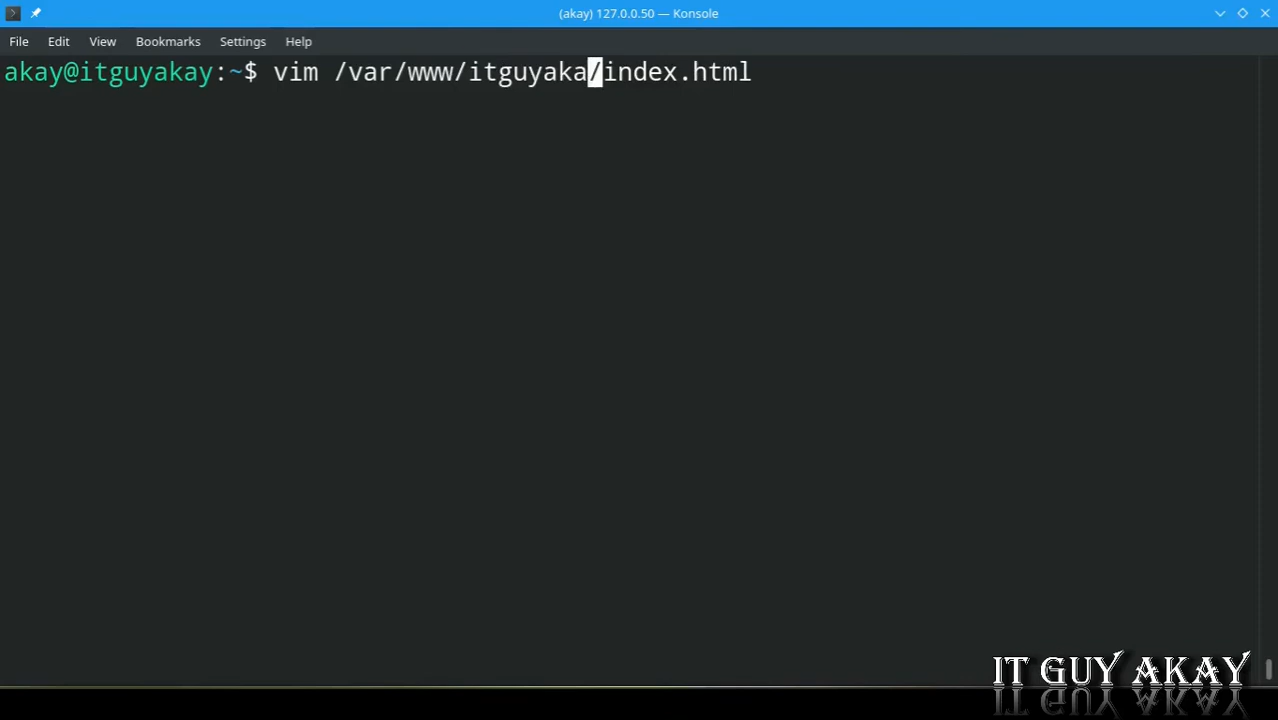 (akay) 127.0.0.50 — Konsole
File Edit View Bookmarks Settings Help
akay@itguyakay:~$ vim /var/www/itguyaka/index.html
IT GUY AKAY